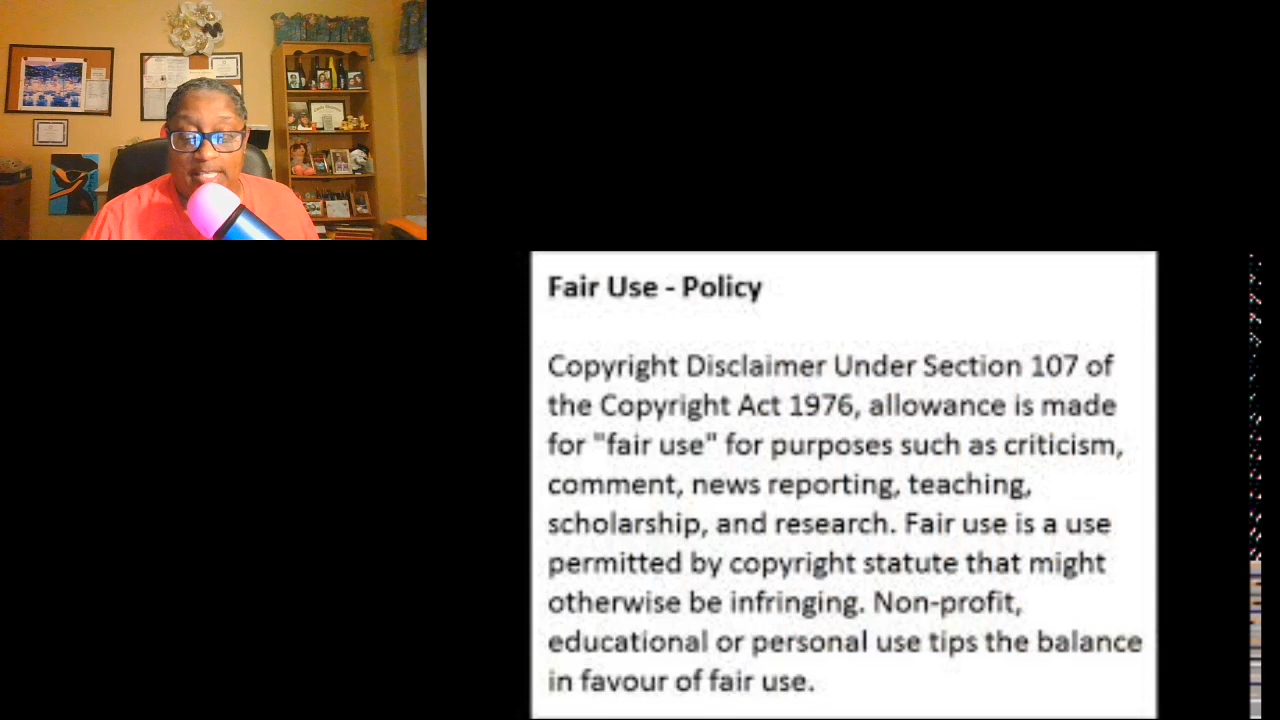 Fair Use - Policy
Copyright Disclaimer Under Section 107 of
the Copyright Act 1976, allowance is made
for "fair use" for purposes such as criticism,
comment, news reporting, teaching,
scholarship, and research. Fair use is a use
permitted by copyright statute that might
otherwise be infringing. Non-profit,
educational or personal use tips the balance
in favour of fair use.